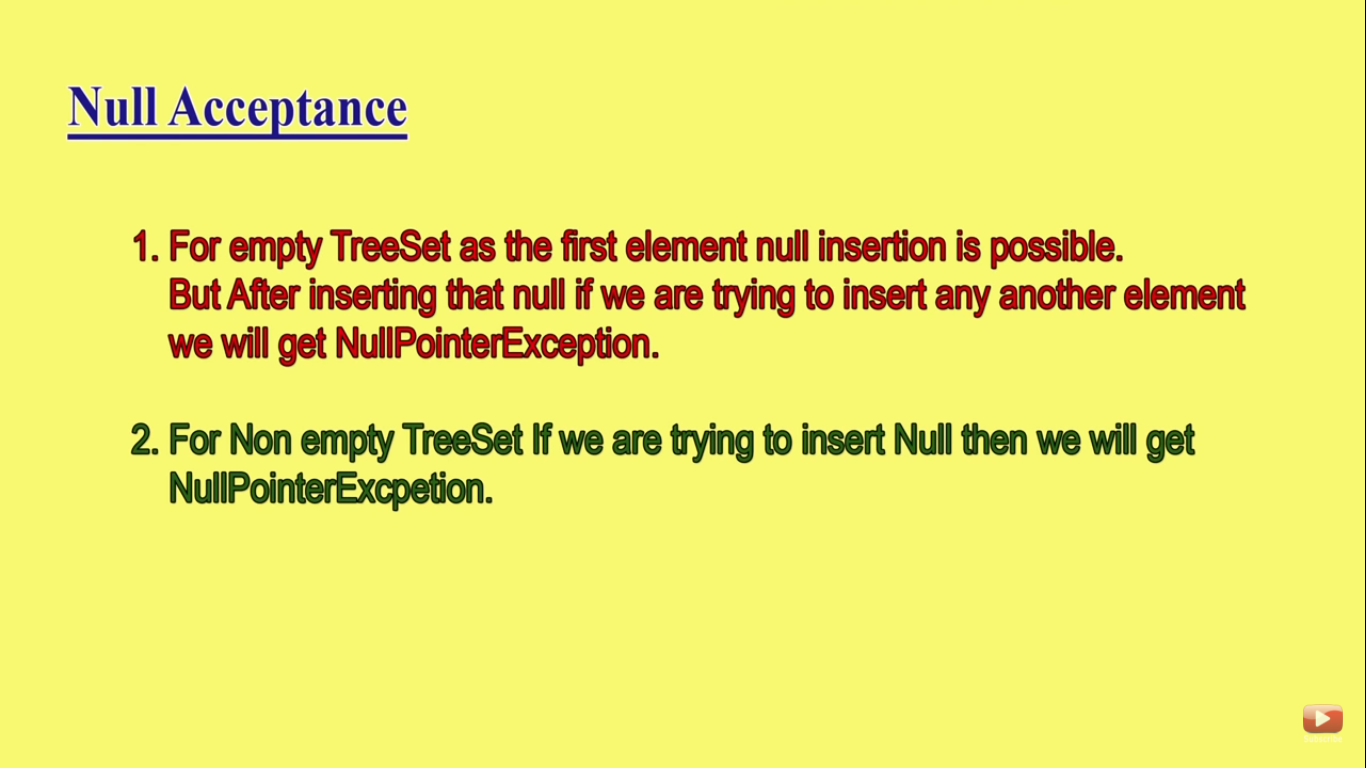 Null Acceptance
1. For empty TreeSet as the first element null insertion is possible.
But After inserting that null if we are trying to insert any another element
we will get NullPointerException.
2. For Non empty TreeSet If we are trying to insert Null then we will get
NullPointerExcpetion.